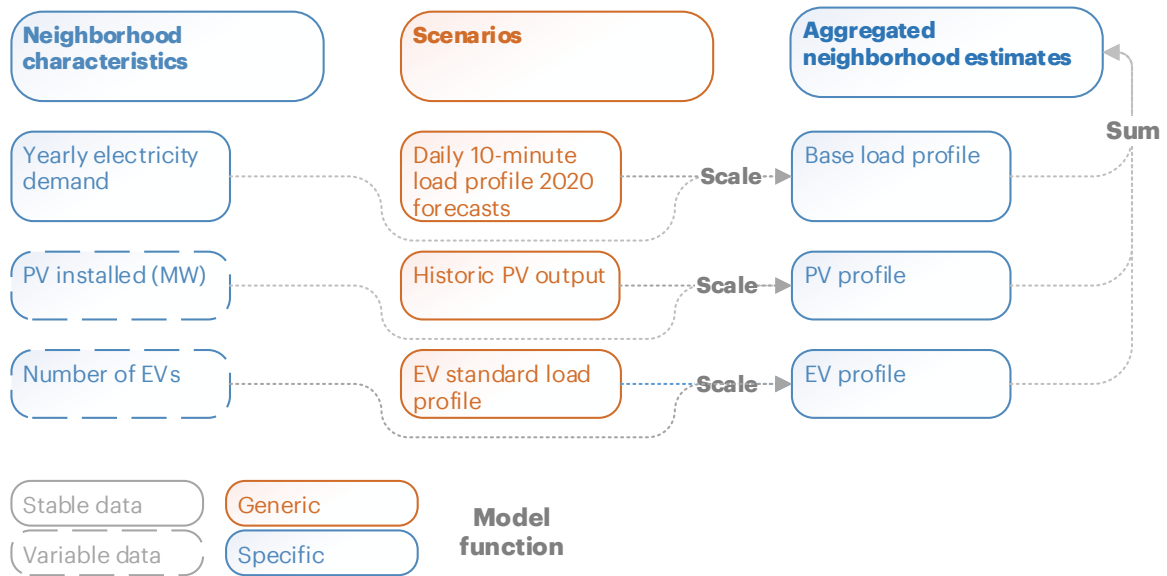 Neighborhood
characteristics
Scenarios
Aggregated
neighborhood estimates
Sum
Yearly electricity
demand
Daily 10-minute
load profile 2020
forecasts
Scale
Base load profile
PV installed (MW)
Historic PV output
Scale
PV profile
Number of EVs
EV standard load
profile
Scale
EV profile
Stable data
Generic
Model
function
Variable data
Specific